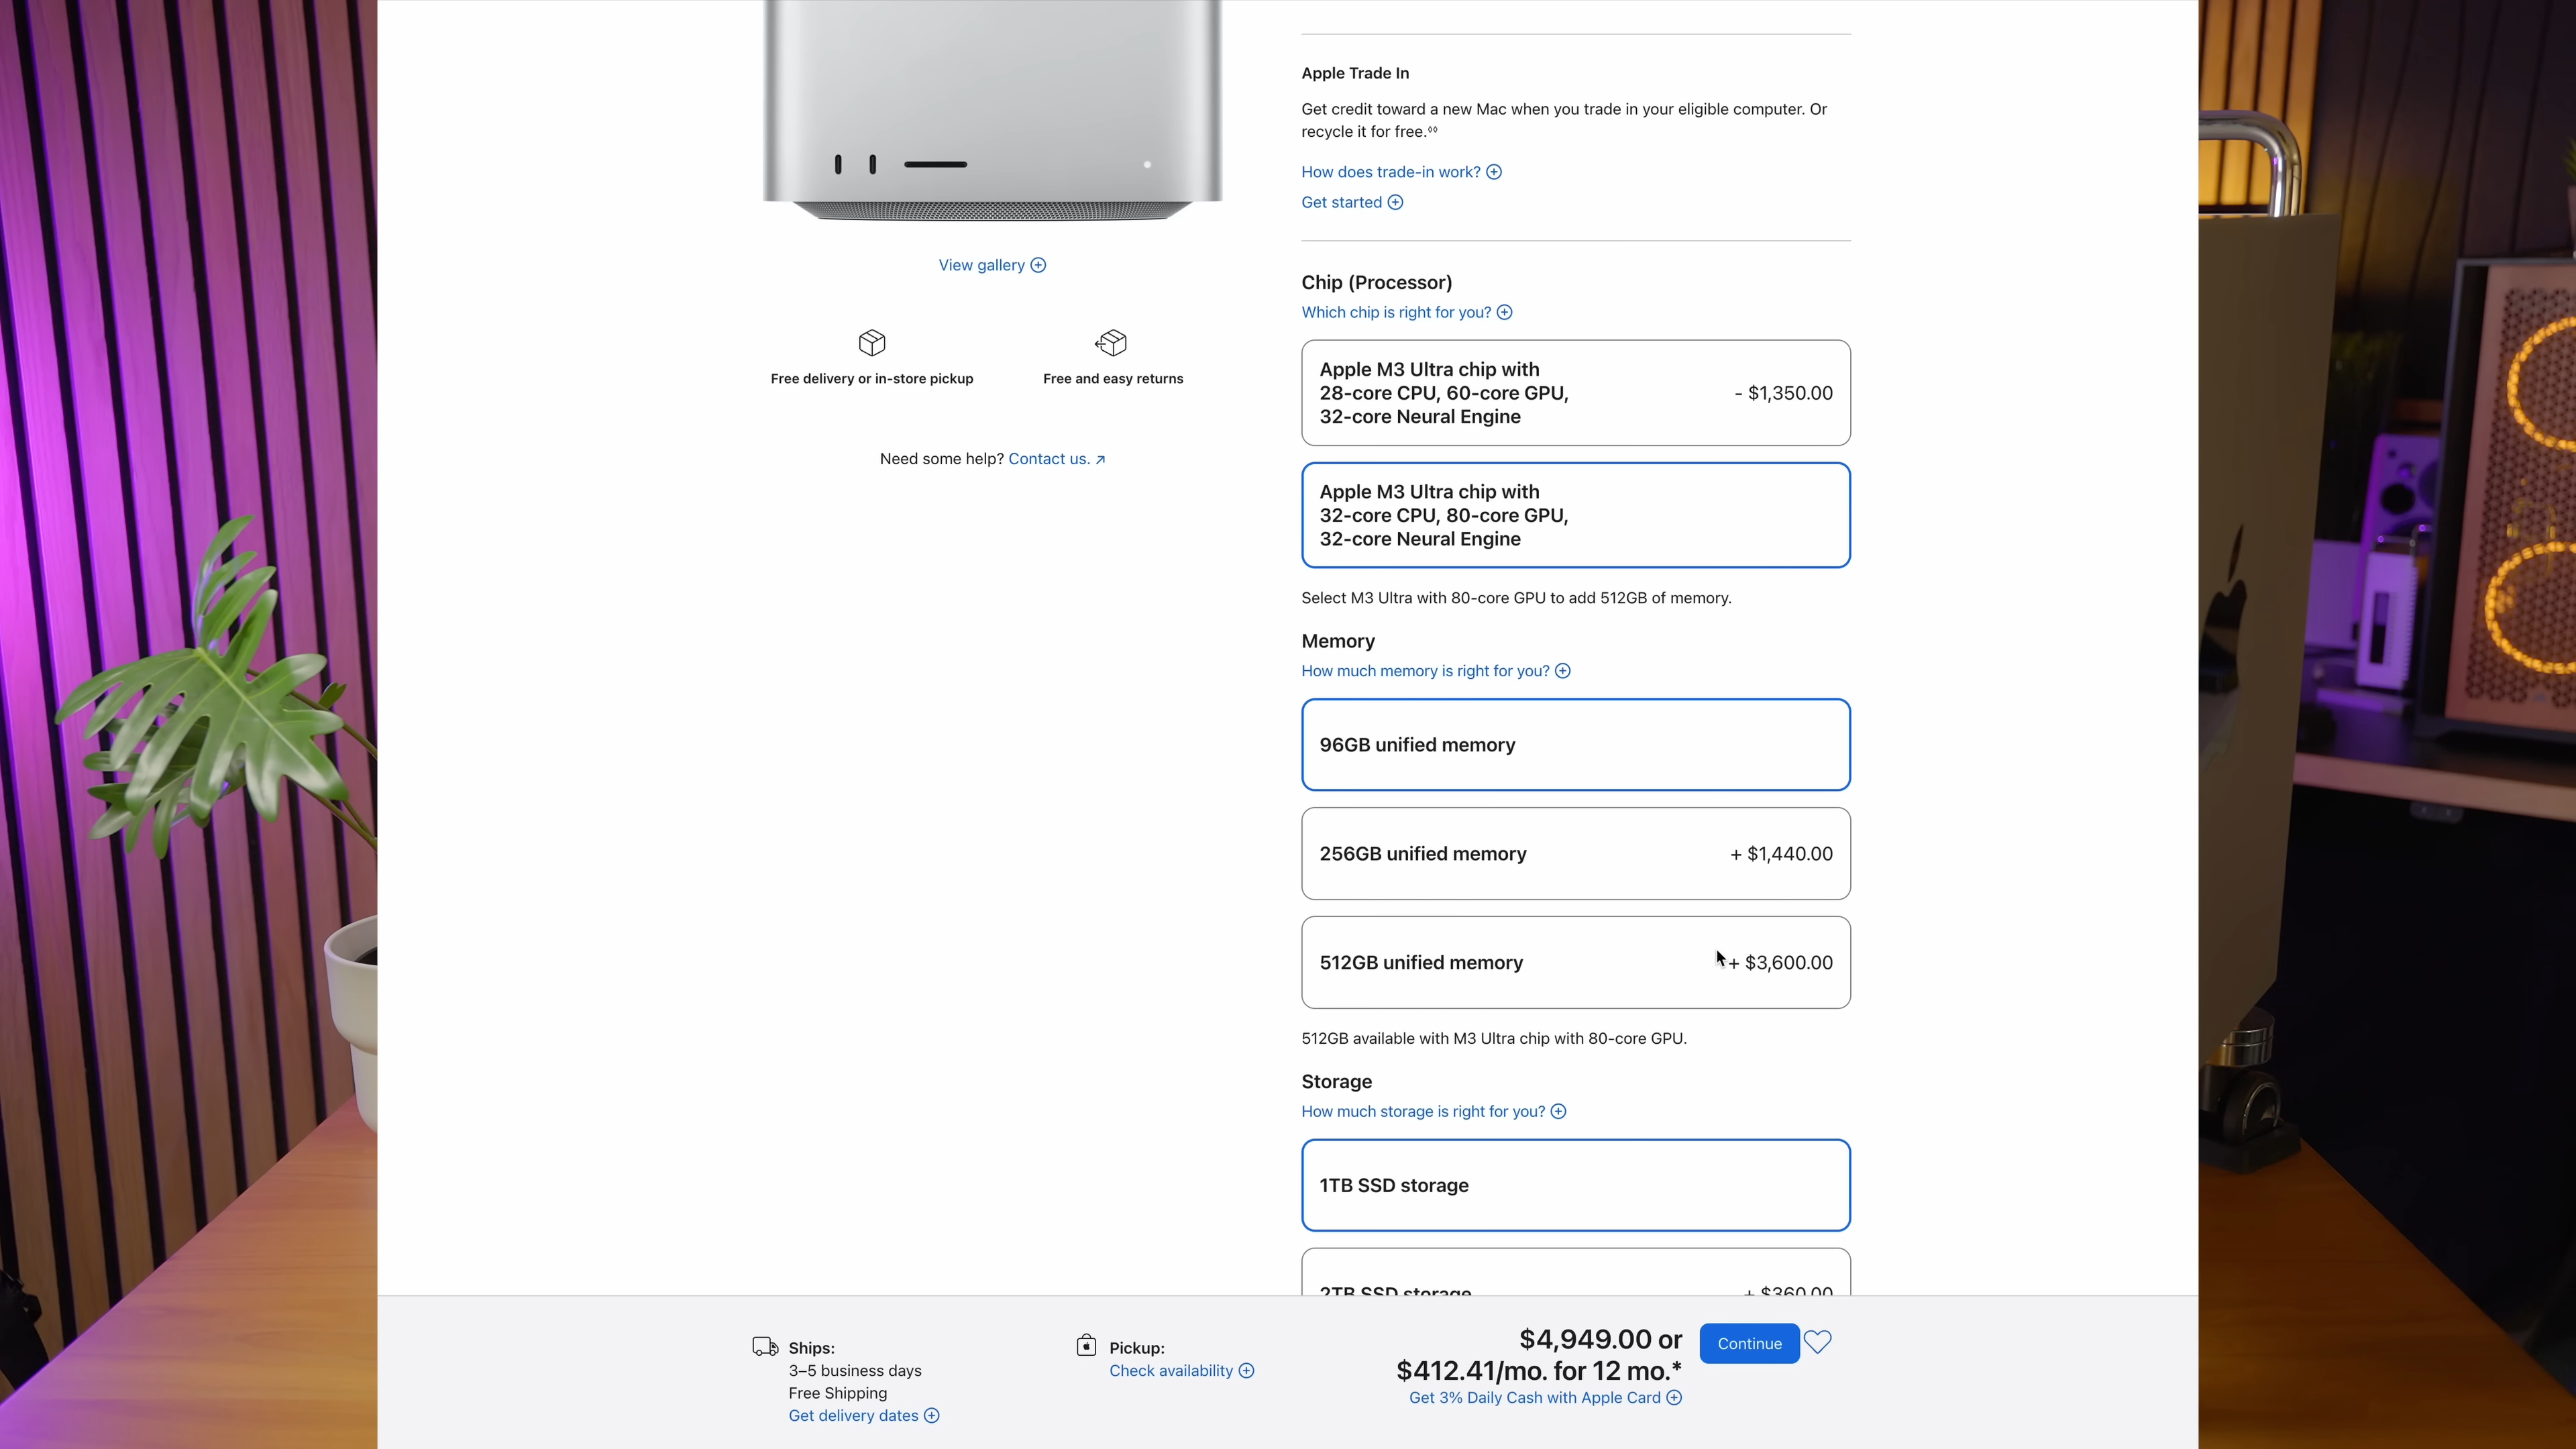 Apple Trade In
Get credit toward a new Mac when you trade in your eligible computer. Or
recycle it for free.◊◊
How does trade-in work?
Get started
View gallery
Free delivery or in-store pickup
Free and easy returns
Need some help? Contact us. ↗
Chip (Processor)
Which chip is right for you?
Apple M3 Ultra chip with
28-core CPU, 60-core GPU,
32-core Neural Engine
- $1,350.00
Apple M3 Ultra chip with
32-core CPU, 80-core GPU,
32-core Neural Engine
Select M3 Ultra with 80-core GPU to add 512GB of memory.
Memory
How much memory is right for you?
96GB unified memory
256GB unified memory + $1,440.00
512GB unified memory + $3,600.00
512GB available with M3 Ultra chip with 80-core GPU.
Storage
How much storage is right for you?
1TB SSD storage
2TB SSD storage + $360.00
Ships:
3–5 business days
Free Shipping
Get delivery dates
Pickup:
Check availability
$4,949.00 or
$412.41/mo. for 12 mo.*
Get 3% Daily Cash with Apple Card
Continue